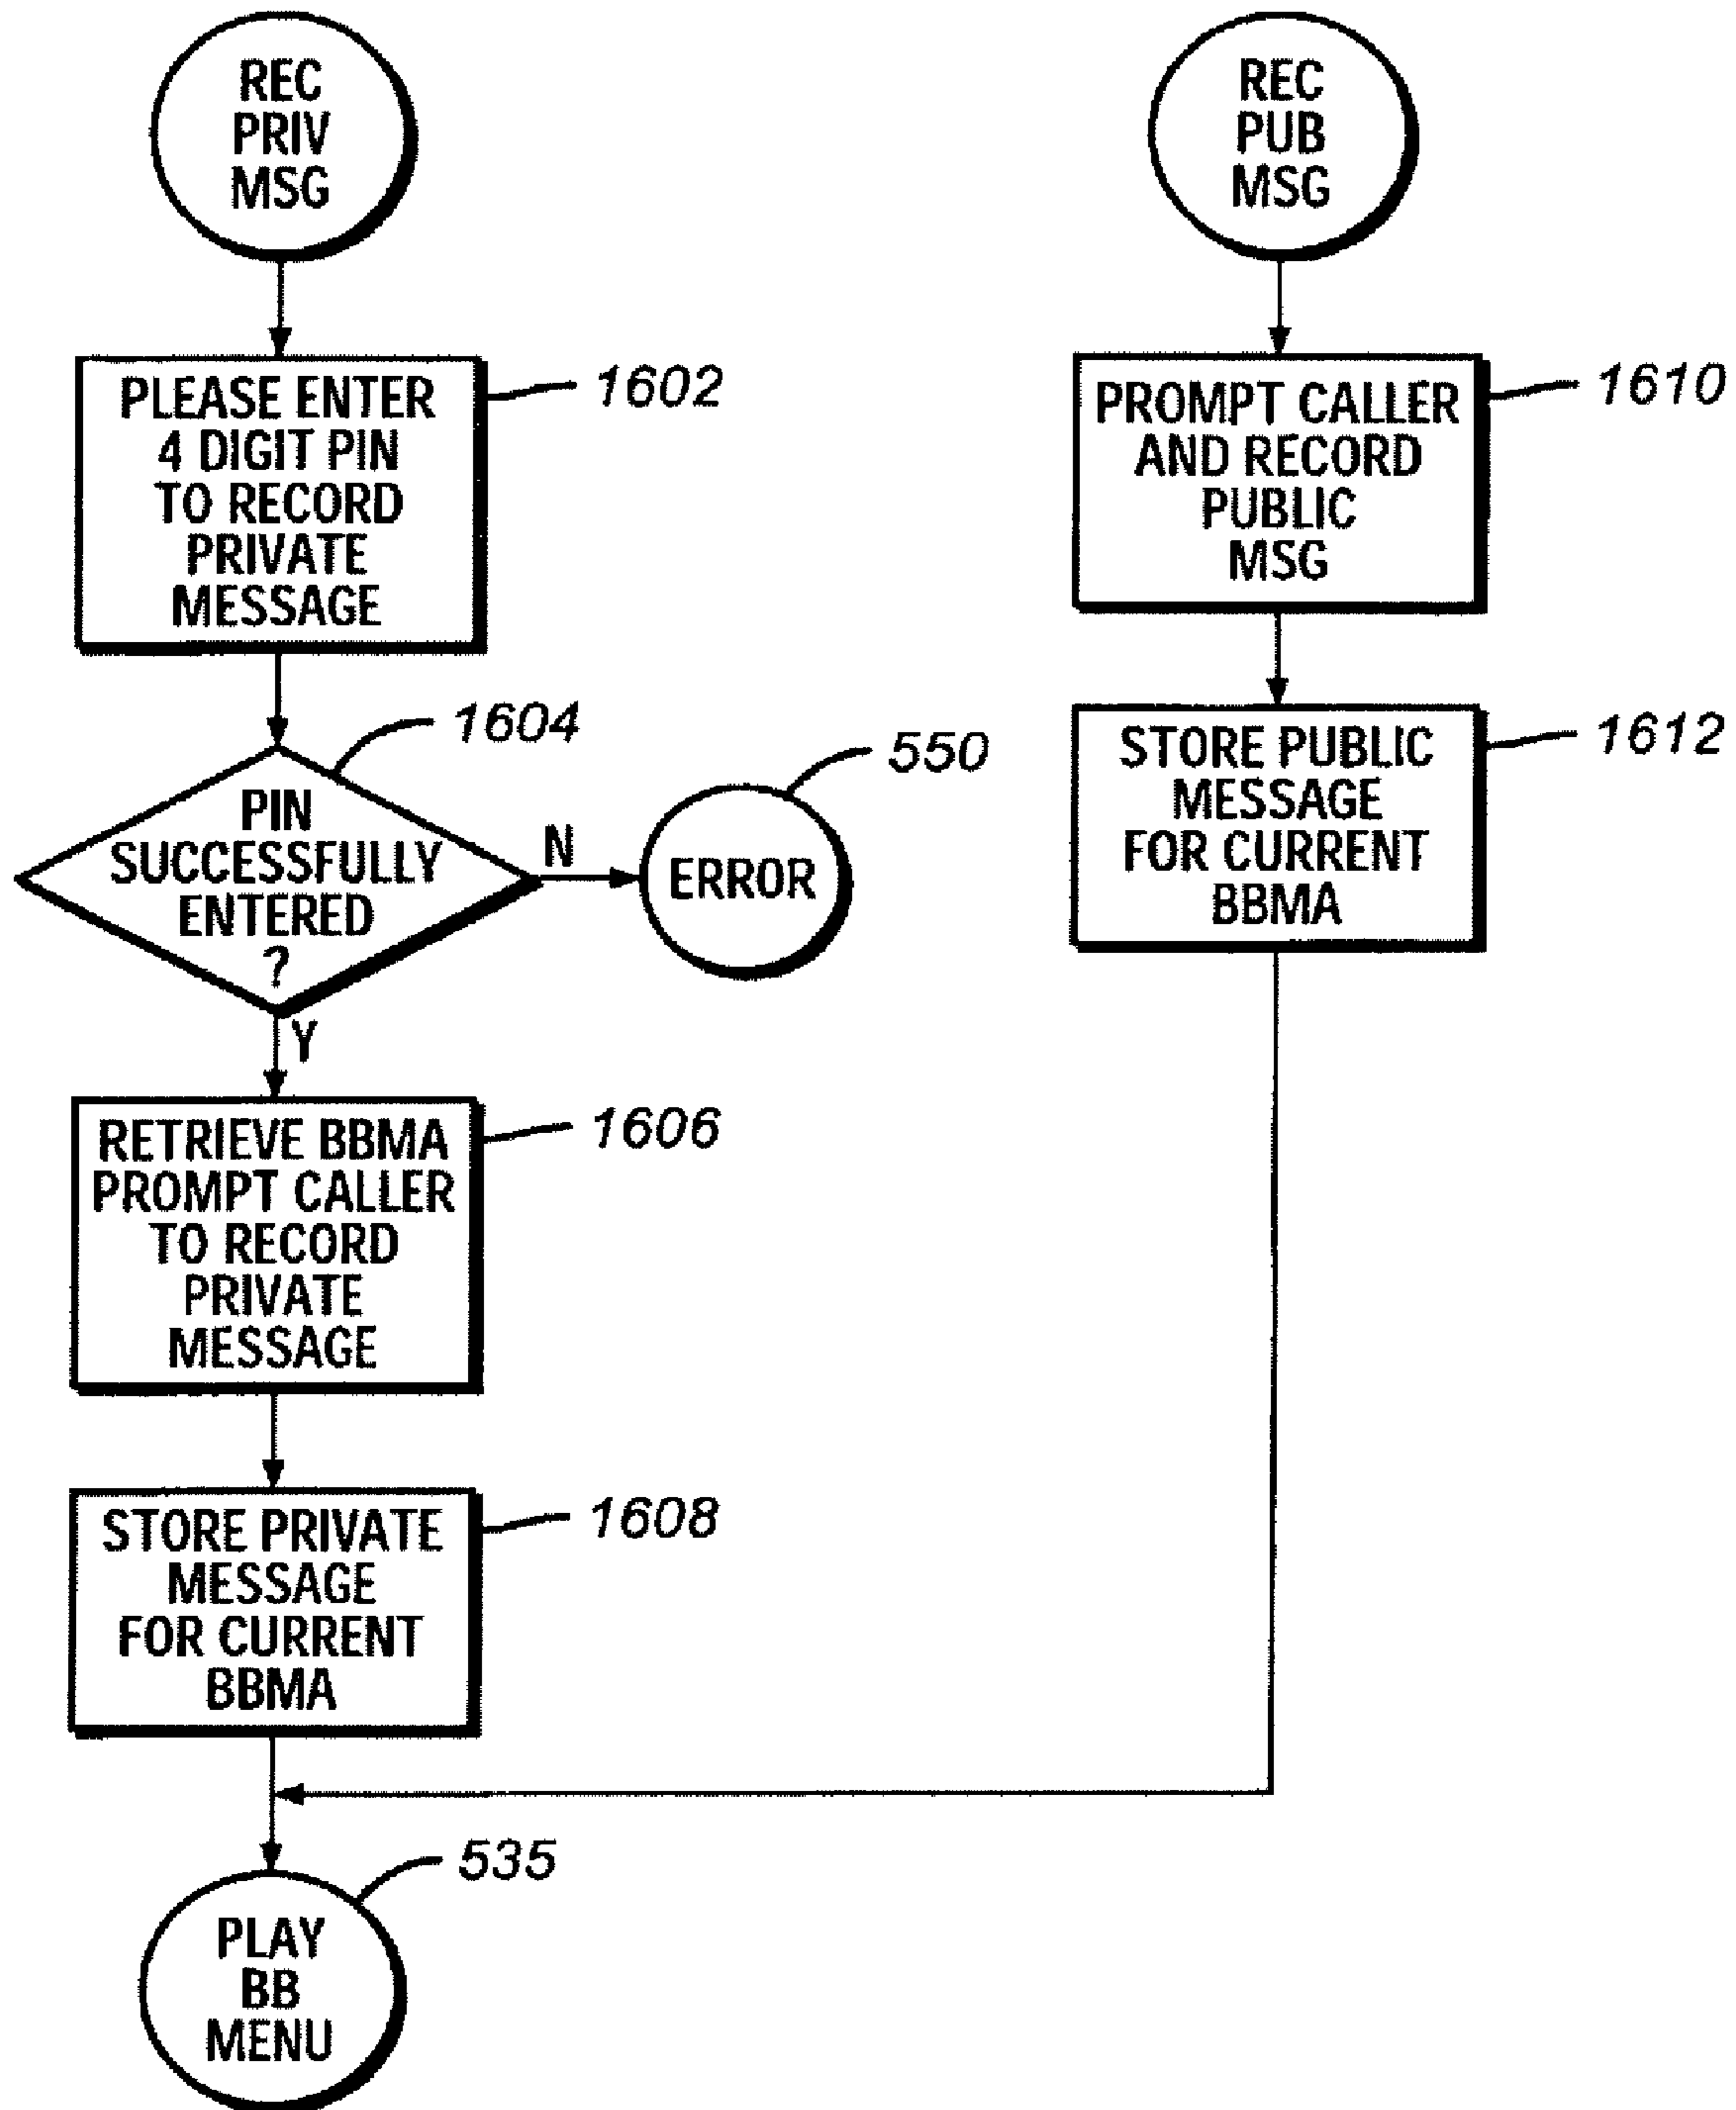 REC
PRIV
MSG
PLEASE ENTER
4 DIGIT PIN
TO RECORD
PRIVATE
MESSAGE
1602
PIN
SUCCESSFULLY
ENTERED
?
1604
N
ERROR
550
Y
RETRIEVE BBMA
PROMPT CALLER
TO RECORD
PRIVATE
MESSAGE
1606
STORE PRIVATE
MESSAGE
FOR CURRENT
BBMA
1608
REC
PUB
MSG
PROMPT CALLER
AND RECORD
PUBLIC
MSG
1610
STORE PUBLIC
MESSAGE
FOR CURRENT
BBMA
1612
PLAY
BB
MENU
535